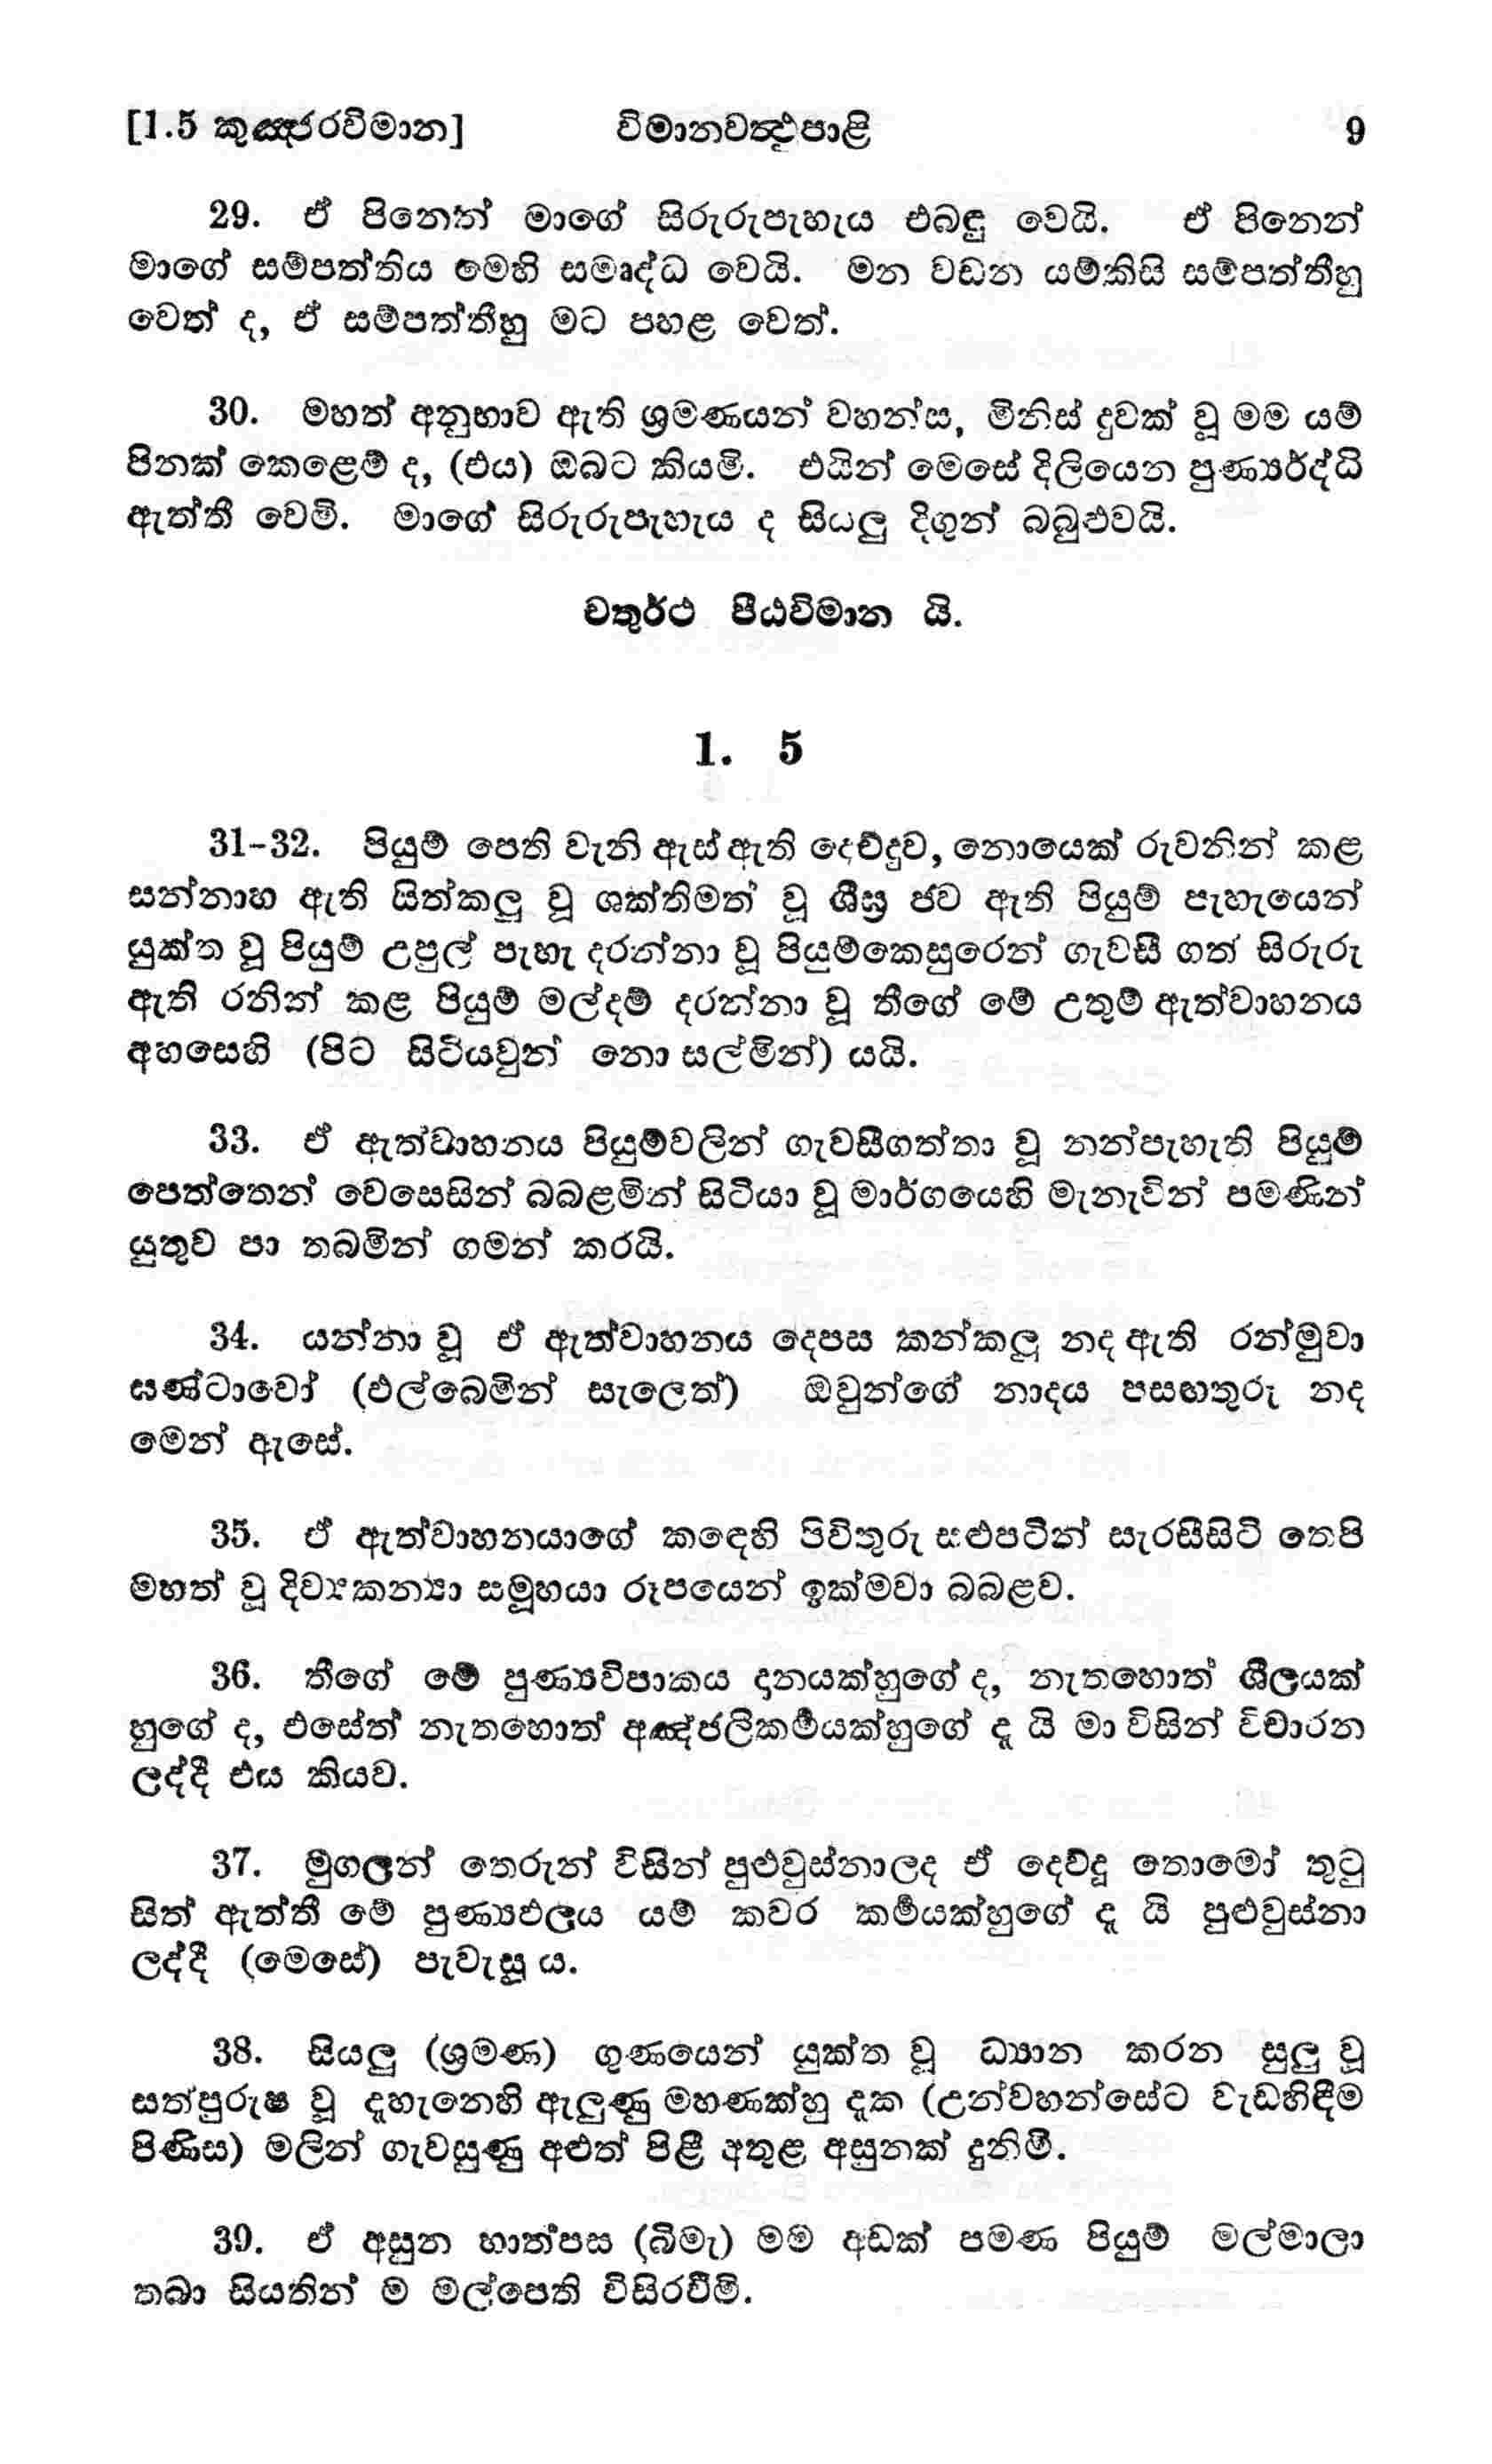 [1.5 කුඤ්ජරවිමාන] විමානවත්‍ථුපාළි 9
29. ඒ පිනෙන් මාගේ සිරුරුපැහැය එබඳු වෙයි. ඒ පිනෙන්
මාගේ සම්පත්තිය මෙහි සමෘද්ධ වෙයි. මන වඩන යම්කිසි සම්පත්තීහු
වෙත් ද, ඒ සම්පත්තීහු මට පහළ වෙත්.
30. මහත් අනුභාව ඇති ශ්‍රමණයන් වහන්ස, මිනිස් දුවක් වූ මම යම්
පිනක් කෙළෙම් ද, (එය) ඔබට කියමි. එයින් මෙසේ දිලියෙන පුණ්‍යර්ද්ධි
ඇත්තී වෙමි. මාගේ සිරුරුපැහැය ද සියලු දිගුන් බබුළුවයි.
චතුර්ථ පීඨවිමාන යි.
1. 5
31-32. පියුම් පෙති වැනි ඇස් ඇති දෙව්දුව, නොයෙක් රුවනින් කළ
සන්නාහ ඇති සිත්කලු වූ ශක්තිමත් වූ ශීඝ්‍ර ජව ඇති පියුම් පැහැයෙන්
යුක්ත වූ පියුම් උපුල් පැහැ දරන්නා වූ පියුම්කෙසුරෙන් ගැවසී ගත් සිරුරු
ඇති රනින් කළ පියුම් මල්දම් දරන්නා වූ තීගේ මේ උතුම් ඇත්වාහනය
අහසෙහි (පිට සිටියවුන් නො සල්මින්) යයි.
33. ඒ ඇත්වාහනය පියුම්වලින් ගැවසීගත්තා වූ නන්පැහැති පියුම්
පෙත්තෙන් වෙසෙසින් බබළමින් සිටියා වූ මාර්ගයෙහි මැනැවින් පමණින්
යුතුව පා තබමින් ගමන් කරයි.
34. යන්නා වූ ඒ ඇත්වාහනය දෙපස කන්කලු නද ඇති රන්මුවා
ඝණ්ටාවෝ (එල්බෙමින් සැලෙත්) ඔවුන්ගේ නාදය පසඟතුරු නද
මෙන් ඇසේ.
35. ඒ ඇත්වාහනයාගේ කඳෙහි පිවිතුරු සළුපටින් සැරසීසිටි තෙපි
මහත් වූ දිව්‍යකන්‍යා සමූහයා රූපයෙන් ඉක්මවා බබළව.
36. තීගේ මේ පුණ්‍යවිපාකය දානයක්හුගේ ද, නැතහොත් ශීලයක්
හුගේ ද, එසේත් නැතහොත් අඤ්ජලිකර්‍මයක්හුගේ දැ යි මා විසින් විචාරන
ලද්දී එය කියව.
37. මුගලන් තෙරුන් විසින් පුළුවුස්නාලද ඒ දෙව්දූ තොමෝ තුටු
සිත් ඇත්තී මේ පුණ්‍යඵලය යම් කවර කර්‍මයක්හුගේ දැ යි පුළුවුස්නා
ලද්දී (මෙසේ) පැවැසූ ය.
38. සියලු (ශ්‍රමණ) ගුණයෙන් යුක්ත වූ ධ්‍යාන කරන සුලු වූ
සත්පුරුෂ වූ දැහැනෙහි ඇලුණු මහණක්හු දැක (උන්වහන්සේට වැඩහිඳීම
පිණිස) මලින් ගැවසුණු අළුත් පිළී අතුළ අසුනක් දුනිමී.
39. ඒ අසුන හාත්පස (බිමැ) මම අඩක් පමණ පියුම් මල්මාලා
තබා සියතින් ම මල්පෙති විසිරවීමි.